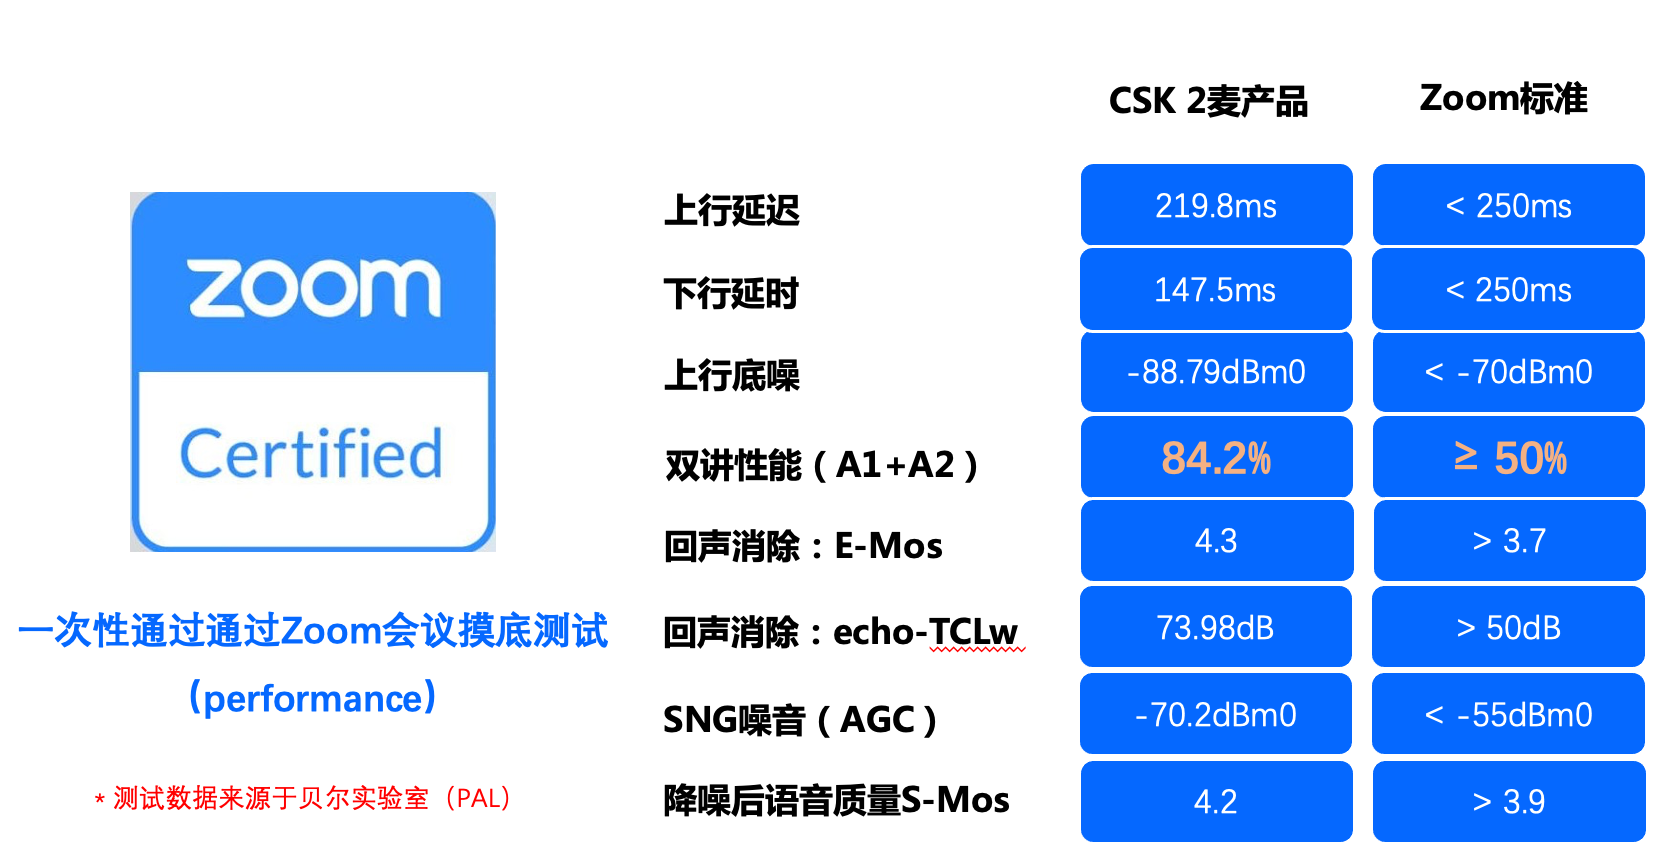 CSK 2麦产品 Zoom标准
上行延迟 219.8ms < 250ms
下行延时 147.5ms < 250ms
上行底噪 -88.79dBm0 < -70dBm0
双讲性能（A1+A2） 84.2% ≥ 50%
回声消除：E-Mos 4.3 > 3.7
回声消除：echo-TCLw 73.98dB > 50dB
SNG噪音（AGC） -70.2dBm0 < -55dBm0
降噪后语音质量S-Mos 4.2 > 3.9
zoom
Certified
一次性通过通过Zoom会议摸底测试
（performance）
* 测试数据来源于贝尔实验室（PAL）